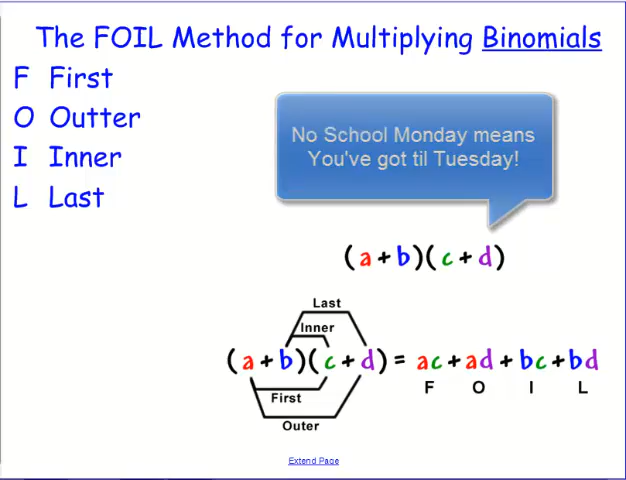 The FOIL Method for Multiplying Binomials
F First
O Outter
I Inner
L Last
No School Monday means
You've got til Tuesday!
(a+b)(c+d)
Last
Inner
(a+b)(c+d) = ac+ad+bc+bd
F O I L
First
Outer
Extend Page